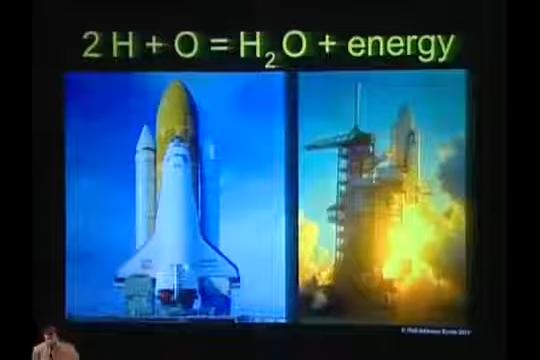 2 H + O = H₂O + energy